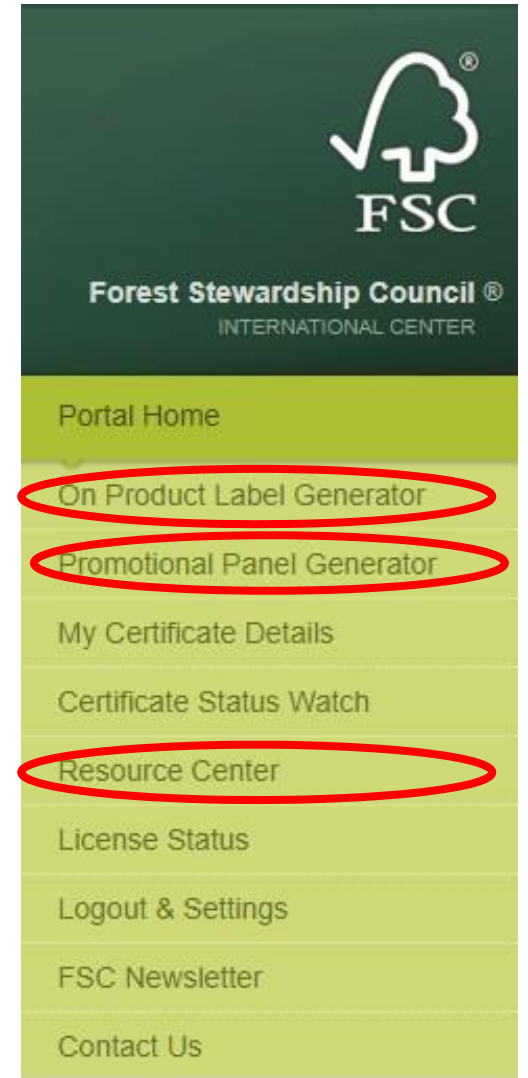 ®
FSC
Forest Stewardship Council ®
INTERNATIONAL CENTER
Portal Home
On Product Label Generator
Promotional Panel Generator
My Certificate Details
Certificate Status Watch
Resource Center
License Status
Logout & Settings
FSC Newsletter
Contact Us